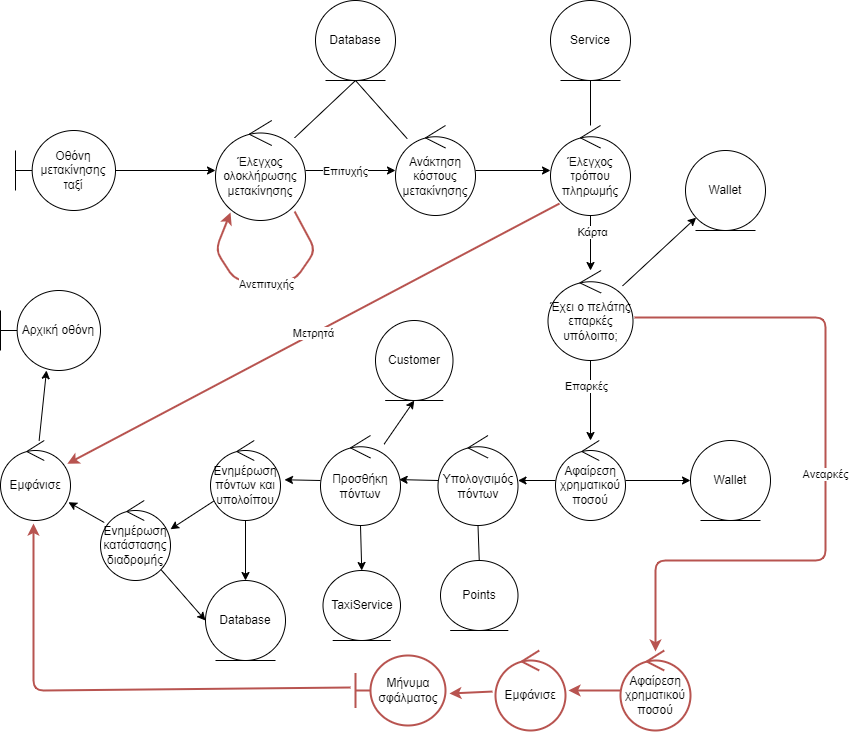 Database
Service
Οθόνη
μετακίνησης
ταξί
Έλεγχος
ολοκλήρωσης
μετακίνησης
Επιτυχής
Ανάκτηση
κόστους
μετακίνησης
Έλεγχος
τρόπου
πληρωμής
Wallet
Κάρτα
Ανεπιτυχής
Έχει ο πελάτης
επαρκές
υπόλοιπο;
Αρχική οθόνη
Μετρητά
Customer
Επαρκές
Ανεαρκές
Εμφάνισε
Ενημέρωση
πόντων και
υπολοίπου
Προσθήκη
πόντων
Υπολογσιμός
πόντων
Αφαίρεση
χρηματικού
ποσού
Wallet
Ενημέρωση
κατάστασης
διαδρομής
Database
TaxiService
Points
Μήνυμα
σφάλματος
Εμφάνισε
Αφαίρεση
χρηματικού
ποσού